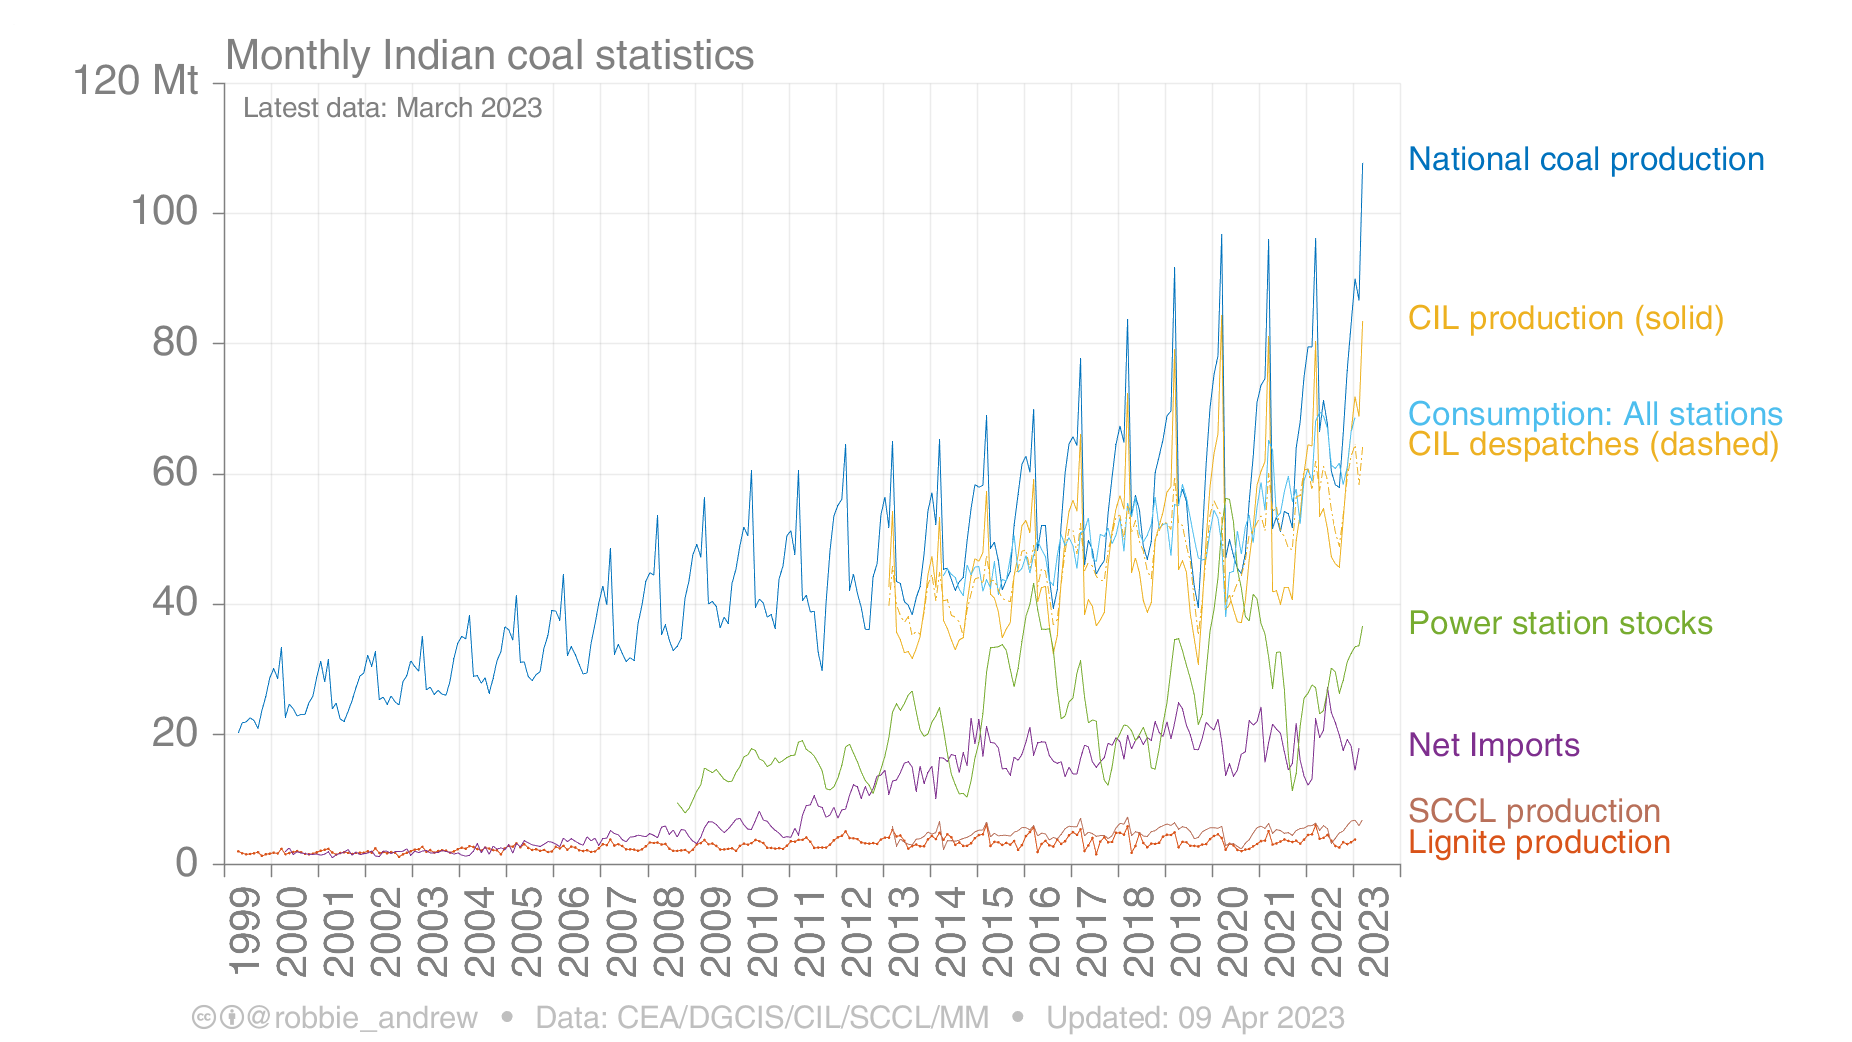 Monthly Indian coal statistics
120 Mt
Latest data: March 2023
National coal production
100
CIL production (solid)
80
Consumption: All stations
CIL despatches (dashed)
60
Power station stocks
40
Net Imports
20
SCCL production
Lignite production
0
1999 2000 2001 2002 2003 2004 2005 2006 2007 2008 2009 2010 2011 2012 2013 2014 2015 2016 2017 2018 2019 2020 2021 2022 2023
@robbie_andrew • Data: CEA/DGCIS/CIL/SCCL/MM • Updated: 09 Apr 2023